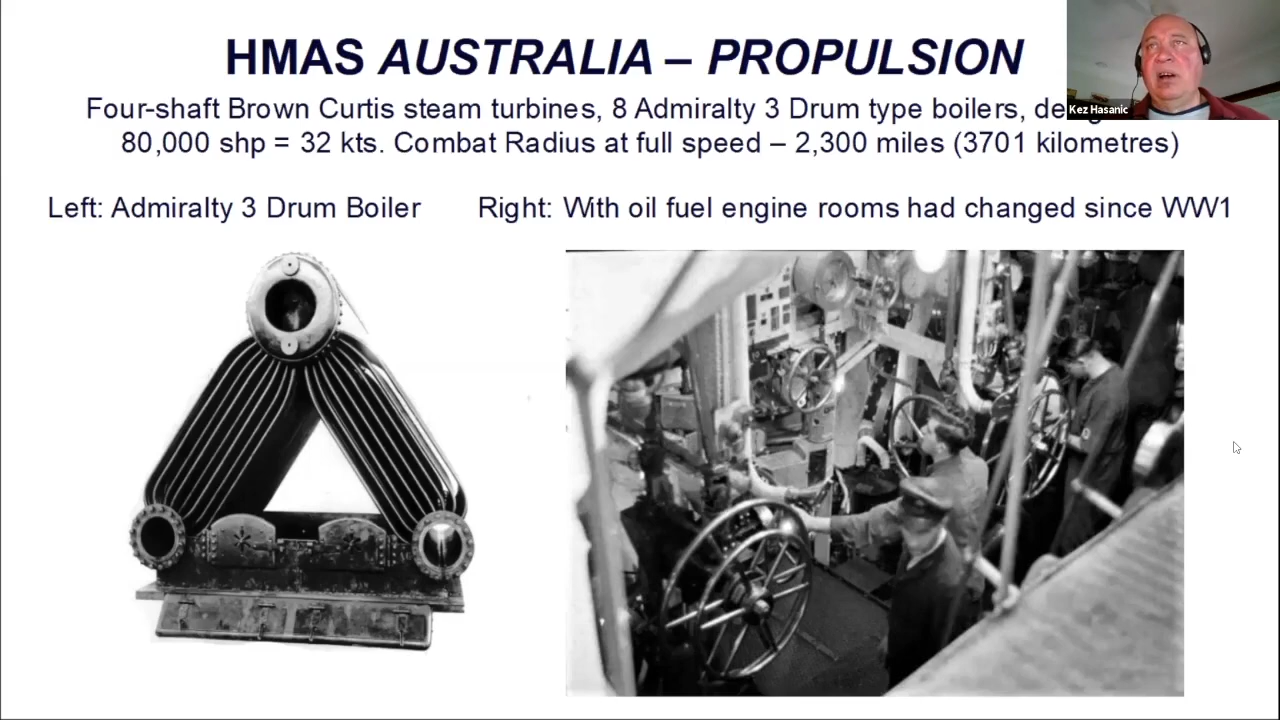 HMAS AUSTRALIA – PROPULSION
Four-shaft Brown Curtis steam turbines, 8 Admiralty 3 Drum type boilers,
80,000 shp = 32 kts. Combat Radius at full speed – 2,300 miles (3701 kilometres)
Left: Admiralty 3 Drum Boiler Right: With oil fuel engine rooms had changed since WW1
Kez Hasanic